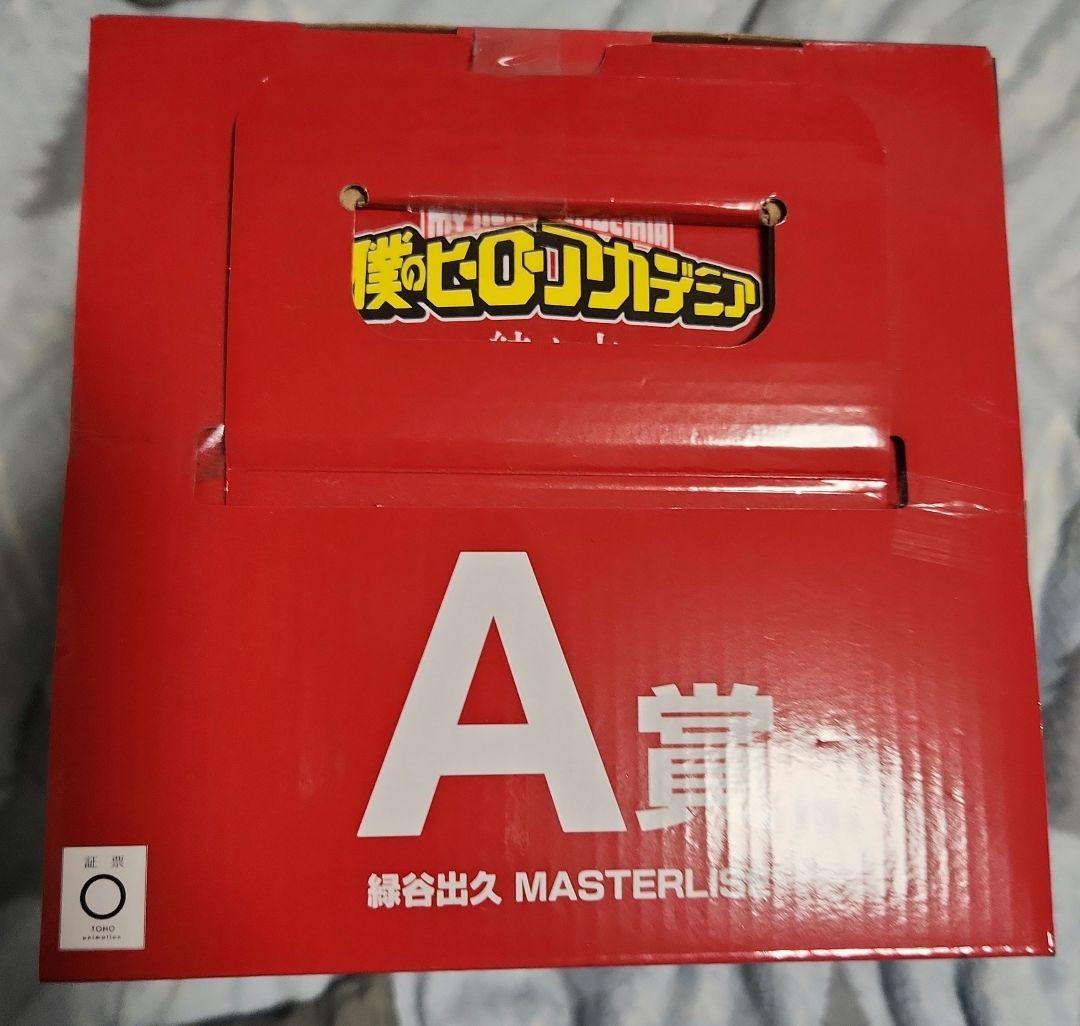 僕のヒーローアカデミア
A賞
緑谷出久 MASTERLISE
証 票
TOHO
animation